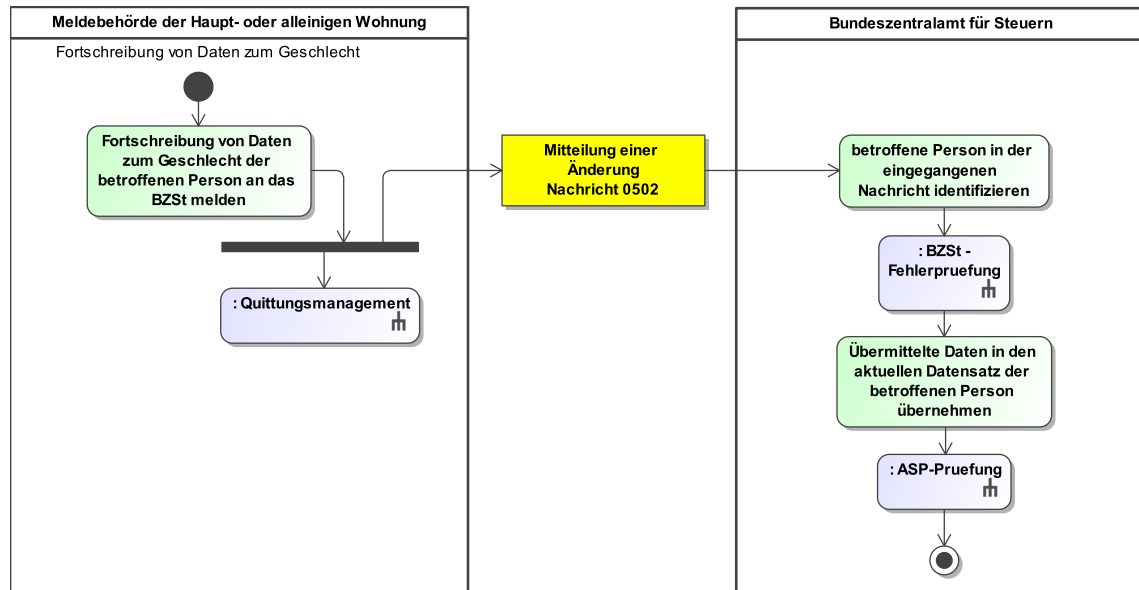 Meldebehörde der Haupt- oder alleinigen Wohnung
Fortschreibung von Daten zum Geschlecht
Fortschreibung von Daten
zum Geschlecht der
betroffenen Person an das
BZSt melden
: Quittungsmanagement
Mitteilung einer
Änderung
Nachricht 0502
Bundeszentralamt für Steuern
betroffene Person in der
eingegangenen
Nachricht identifizieren
: BZSt -
Fehlerpruefung
Übermittelte Daten in den
aktuellen Datensatz der
betroffenen Person
übernehmen
: ASP-Pruefung